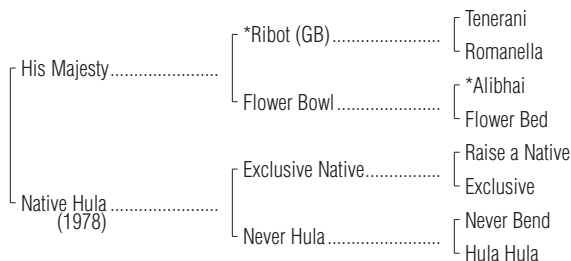 Tenerani
*Ribot (GB)
Romanella
His Majesty
*Alibhai
Flower Bowl
Flower Bed
Raise a Native
Exclusive Native
Exclusive
Native Hula
(1978)
Never Bend
Never Hula
Hula Hula